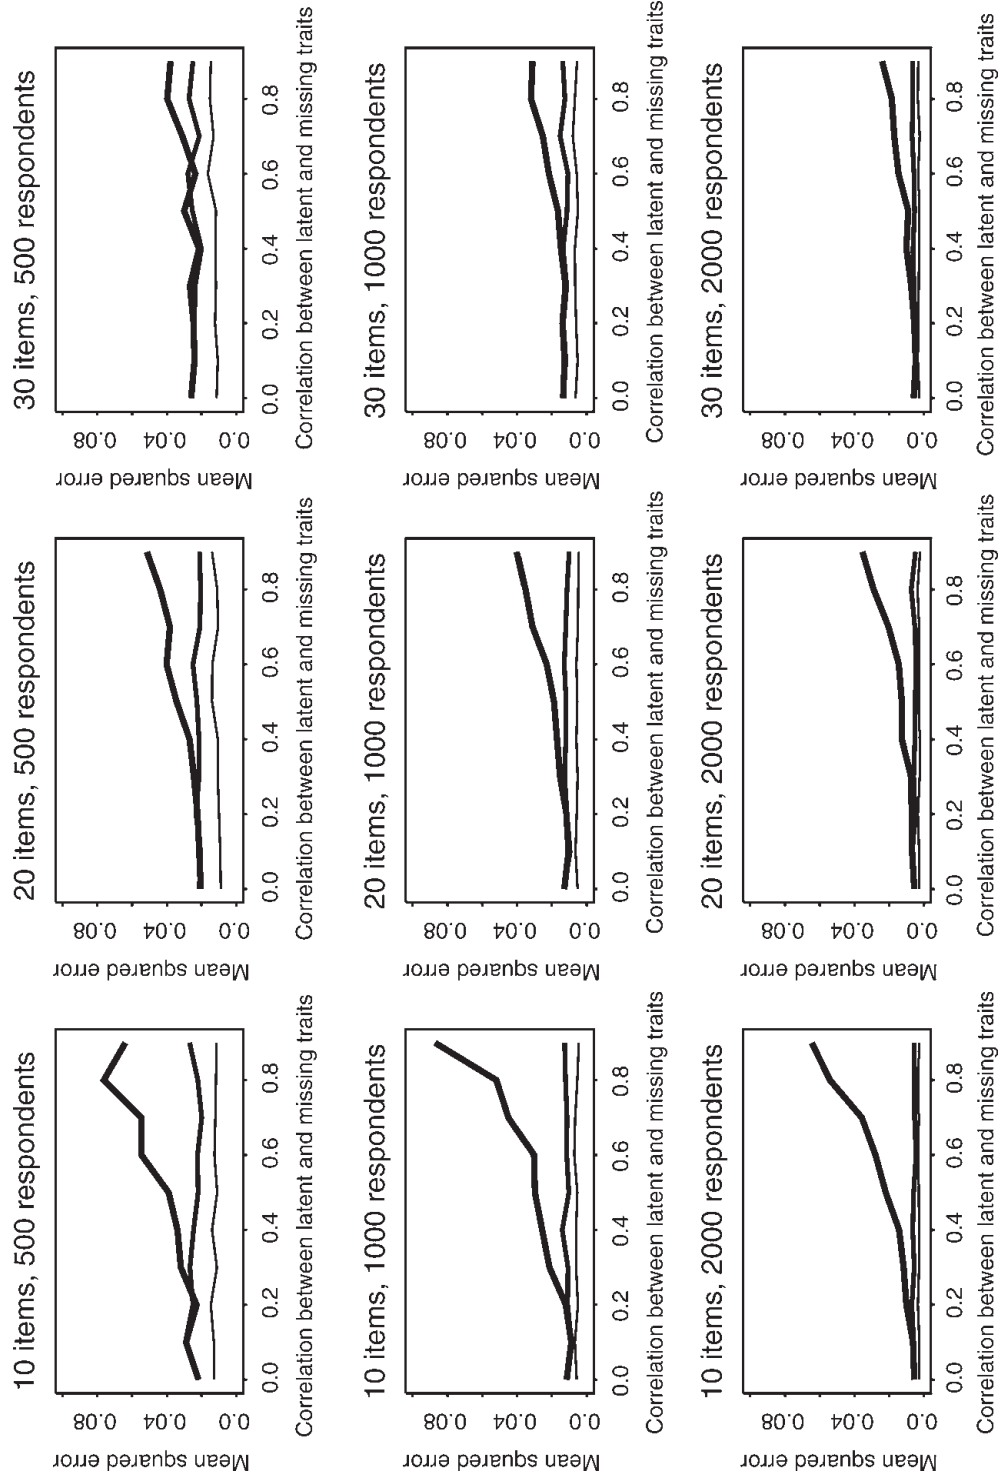 10 items, 500 respondents
Mean squared error
0.0 0.04 0.08
0.0 0.2 0.4 0.6 0.8
Correlation between latent and missing traits
20 items, 500 respondents
Mean squared error
0.0 0.04 0.08
0.0 0.2 0.4 0.6 0.8
Correlation between latent and missing traits
30 items, 500 respondents
Mean squared error
0.0 0.04 0.08
0.0 0.2 0.4 0.6 0.8
Correlation between latent and missing traits
10 items, 1000 respondents
Mean squared error
0.0 0.04 0.08
0.0 0.2 0.4 0.6 0.8
Correlation between latent and missing traits
20 items, 1000 respondents
Mean squared error
0.0 0.04 0.08
0.0 0.2 0.4 0.6 0.8
Correlation between latent and missing traits
30 items, 1000 respondents
Mean squared error
0.0 0.04 0.08
0.0 0.2 0.4 0.6 0.8
Correlation between latent and missing traits
10 items, 2000 respondents
Mean squared error
0.0 0.04 0.08
0.0 0.2 0.4 0.6 0.8
Correlation between latent and missing traits
20 items, 2000 respondents
Mean squared error
0.0 0.04 0.08
0.0 0.2 0.4 0.6 0.8
Correlation between latent and missing traits
30 items, 2000 respondents
Mean squared error
0.0 0.04 0.08
0.0 0.2 0.4 0.6 0.8
Correlation between latent and missing traits